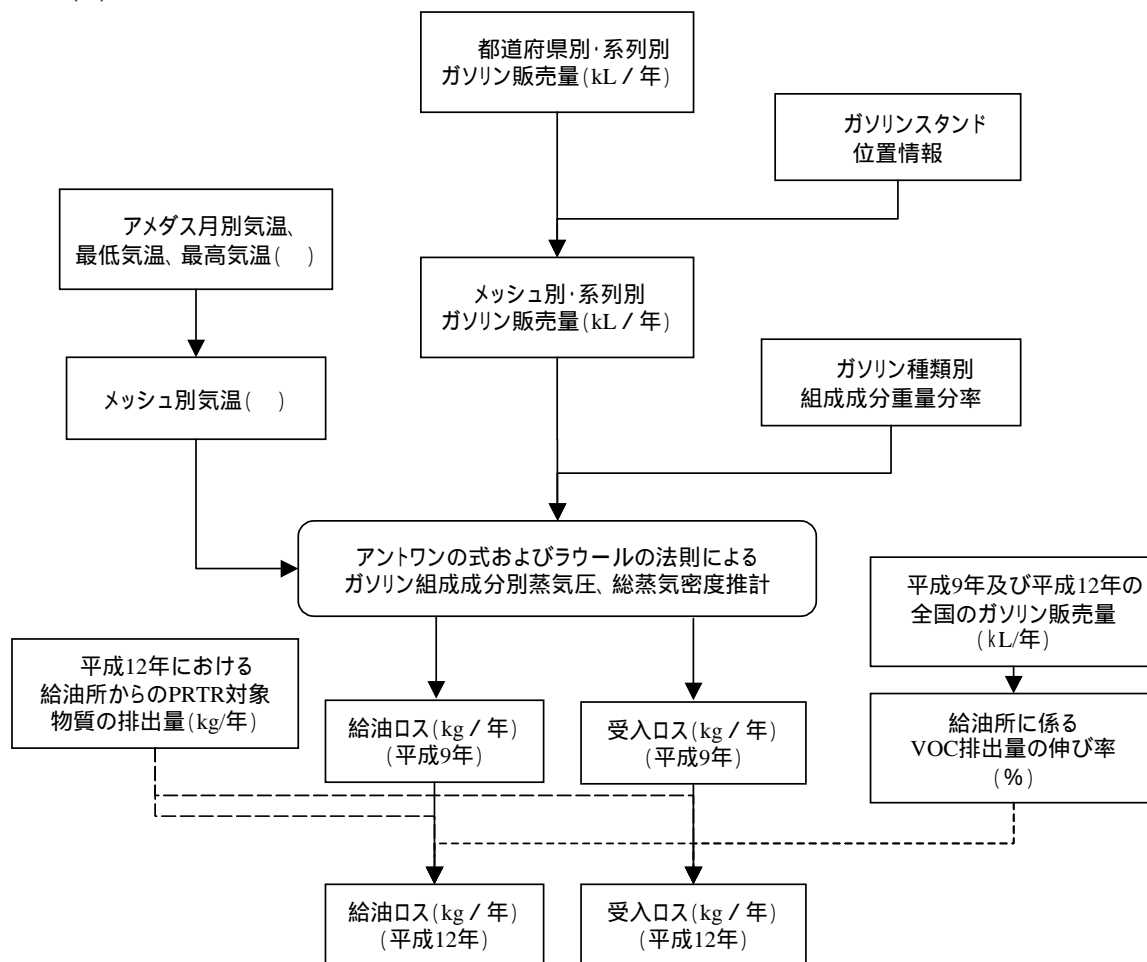 都道府県別・系列別
ガソリン販売量(kL／年)
ガソリンスタンド
位置情報
アメダス月別気温、
最低気温、最高気温(　)
メッシュ別・系列別
ガソリン販売量(kL／年)
メッシュ別気温(　)
ガソリン種類別
組成成分重量分率
アントワンの式およびラウールの法則による
ガソリン組成成分別蒸気圧、総蒸気密度推計
平成9年及び平成12年の
全国のガソリン販売量
(kL/年)
平成12年における
給油所からのPRTR対象
物質の排出量(kg/年)
給油ロス(kg／年)
(平成9年)
受入ロス(kg／年)
(平成9年)
給油所に係る
VOC排出量の伸び率
(％)
給油ロス(kg／年)
(平成12年)
受入ロス(kg／年)
(平成12年)